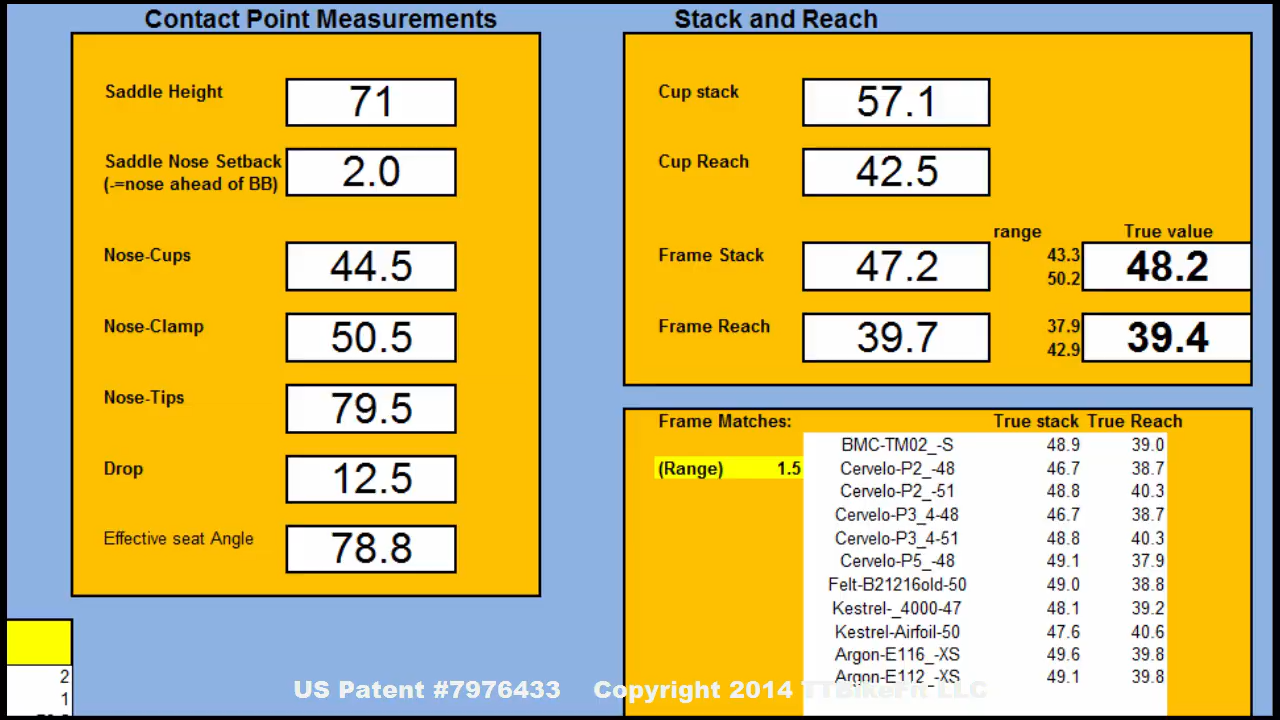 Contact Point Measurements
Saddle Height 71
Saddle Nose Setback
(-=nose ahead of BB) 2.0
Nose-Cups 44.5
Nose-Clamp 50.5
Nose-Tips 79.5
Drop 12.5
Effective seat Angle 78.8
2
1
Stack and Reach
Cup stack 57.1
Cup Reach 42.5
range True value
Frame Stack 47.2 43.3 48.2
50.2
Frame Reach 39.7 37.9 39.4
42.9
Frame Matches: True stack True Reach
BMC-TM02_-S 48.9 39.0
(Range) 1.5 Cervelo-P2_-48 46.7 38.7
Cervelo-P2_-51 48.8 40.3
Cervelo-P3_4-48 46.7 38.7
Cervelo-P3_4-51 48.8 40.3
Cervelo-P5_-48 49.1 37.9
Felt-B21216old-50 49.0 38.8
Kestrel-_4000-47 48.1 39.2
Kestrel-Airfoil-50 47.6 40.6
Argon-E116_-XS 49.6 39.8
Argon-E112_-XS 49.1 39.8
US Patent #7976433 Copyright 2014 TTBikeFit LLC